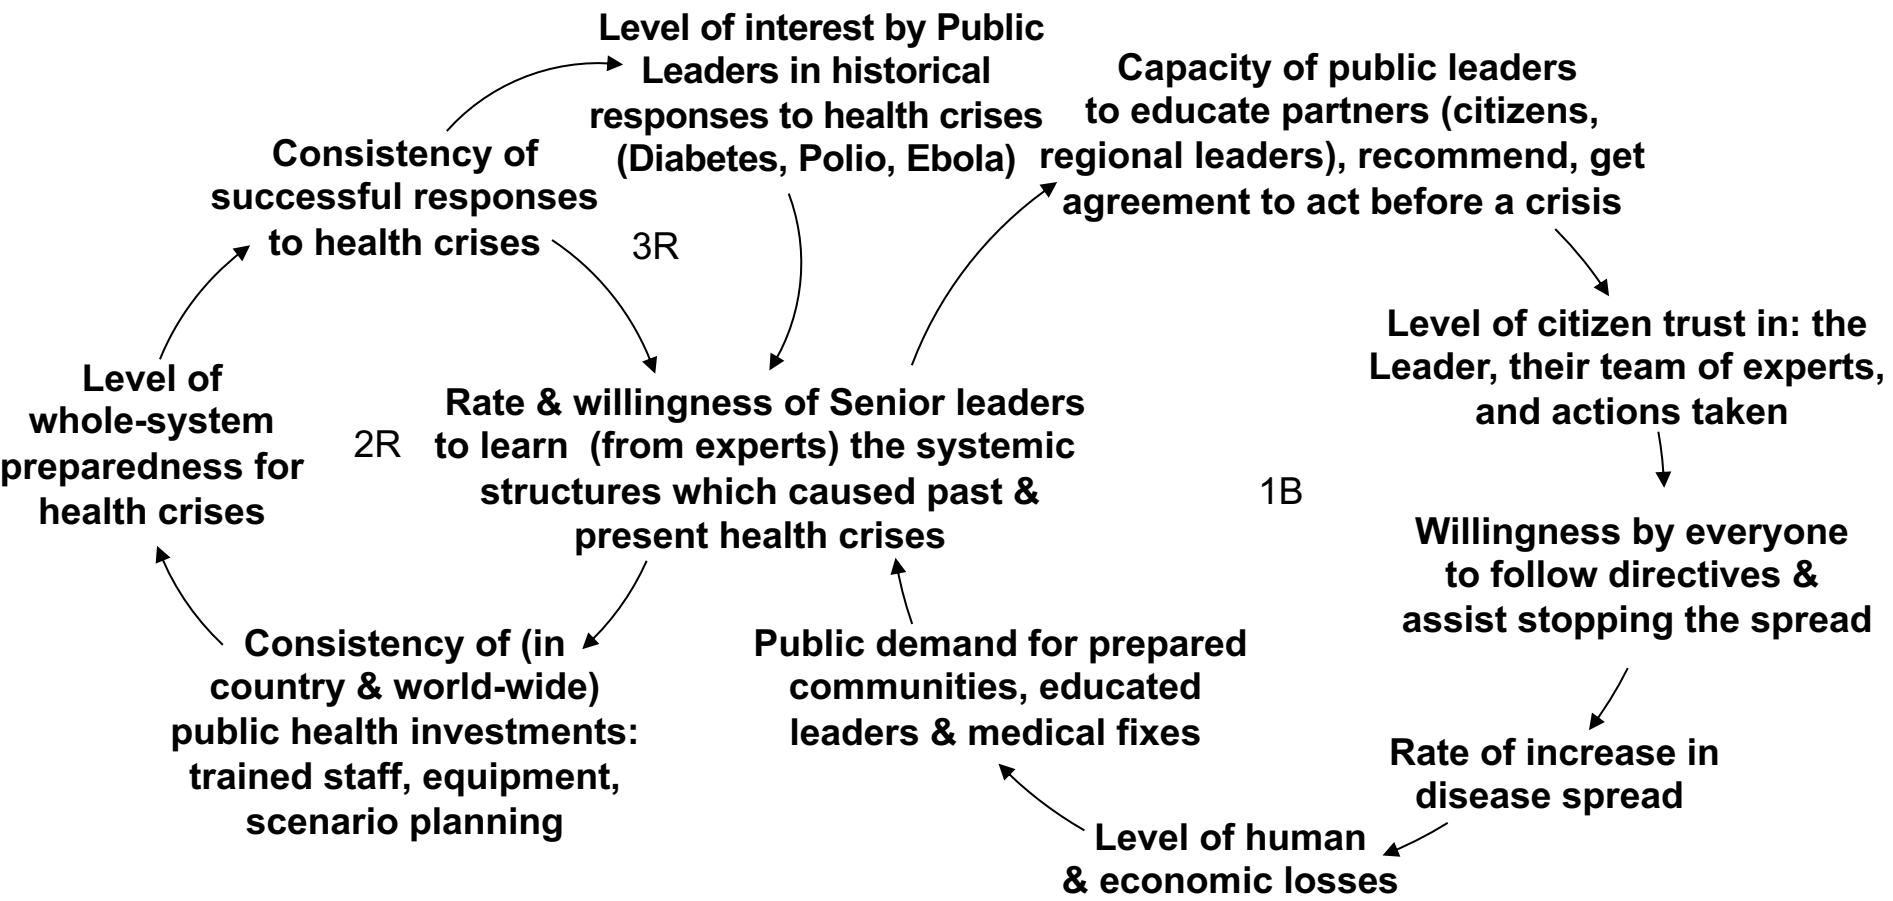 Level of interest by Public
Leaders in historical
responses to health crises
(Diabetes, Polio, Ebola)
Capacity of public leaders
to educate partners (citizens,
regional leaders), recommend, get
agreement to act before a crisis
Consistency of
successful responses
to health crises
3R
Level of citizen trust in: the
Leader, their team of experts,
and actions taken
Level of
whole-system
preparedness for
health crises
2R
Rate & willingness of Senior leaders
to learn (from experts) the systemic
structures which caused past &
present health crises
1B
Willingness by everyone
to follow directives &
assist stopping the spread
Consistency of (in
country & world-wide)
public health investments:
trained staff, equipment,
scenario planning
Public demand for prepared
communities, educated
leaders & medical fixes
Rate of increase in
disease spread
Level of human
& economic losses